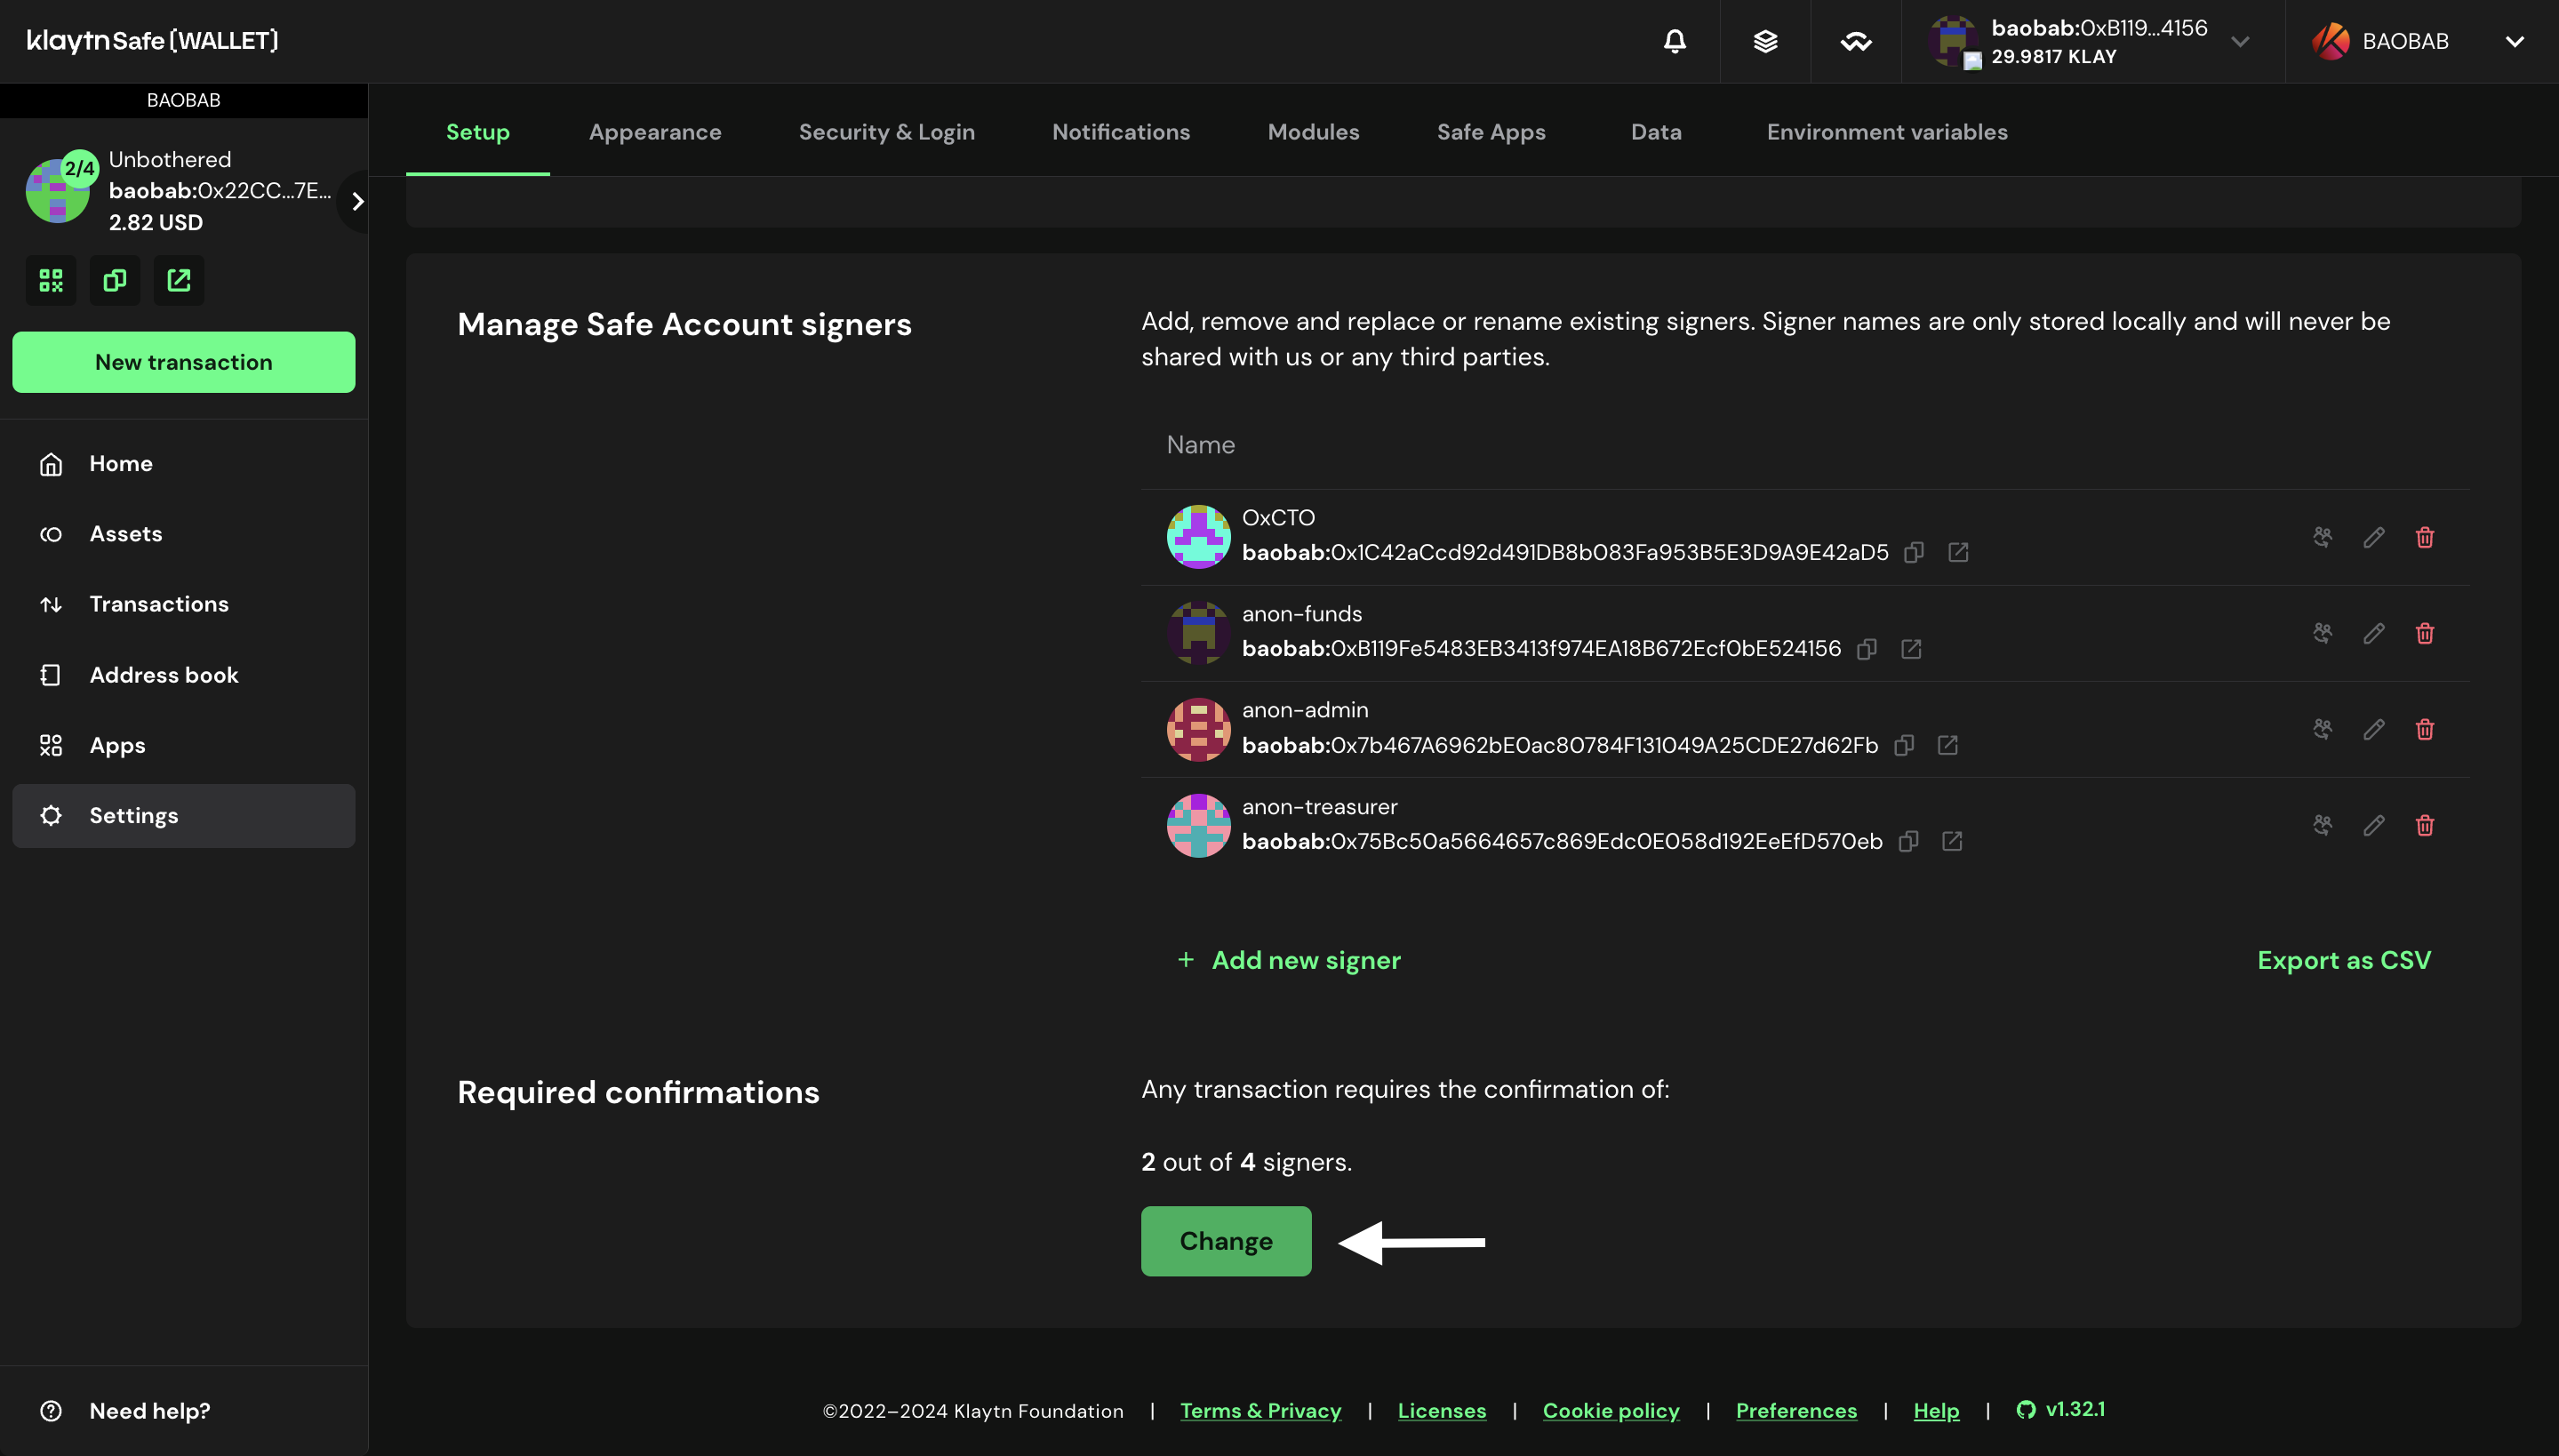 klaytn Safe{WALLET}
baobab:0xB119...4156
29.9817 KLAY
BAOBAB
BAOBAB
2/4
Unbothered
baobab:0x22CC...7E...
2.82 USD
New transaction
Home
Assets
Transactions
Address book
Apps
Settings
Need help?
Setup
Appearance
Security & Login
Notifications
Modules
Safe Apps
Data
Environment variables
Manage Safe Account signers
Add, remove and replace or rename existing signers. Signer names are only stored locally and will never be
shared with us or any third parties.
Name
OxCTO
baobab:0x1C42aCcd92d491DB8b083Fa953B5E3D9A9E42aD5
anon-funds
baobab:0xB119Fe5483EB3413f974EA18B672Ecf0bE524156
anon-admin
baobab:0x7b467A6962bE0ac80784F131049A25CDE27d62Fb
anon-treasurer
baobab:0x75Bc50a5664657c869Edc0E058d192EeEfD570eb
+ Add new signer
Export as CSV
Required confirmations
Any transaction requires the confirmation of:
2 out of 4 signers.
Change
©2022–2024 Klaytn Foundation | Terms & Privacy | Licenses | Cookie policy | Preferences | Help | v1.32.1